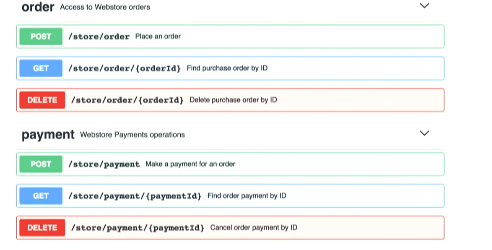 order Access to Webstore orders
POST /store/order Place an order
GET /store/order/{orderId} Find purchase order by ID
DELETE /store/order/{orderId} Delete purchase order by ID
payment Webstore Payments operations
POST /store/payment Make a payment for an order
GET /store/payment/{paymentId} Find order payment by ID
DELETE /store/payment/{paymentId} Cancel order payment by ID